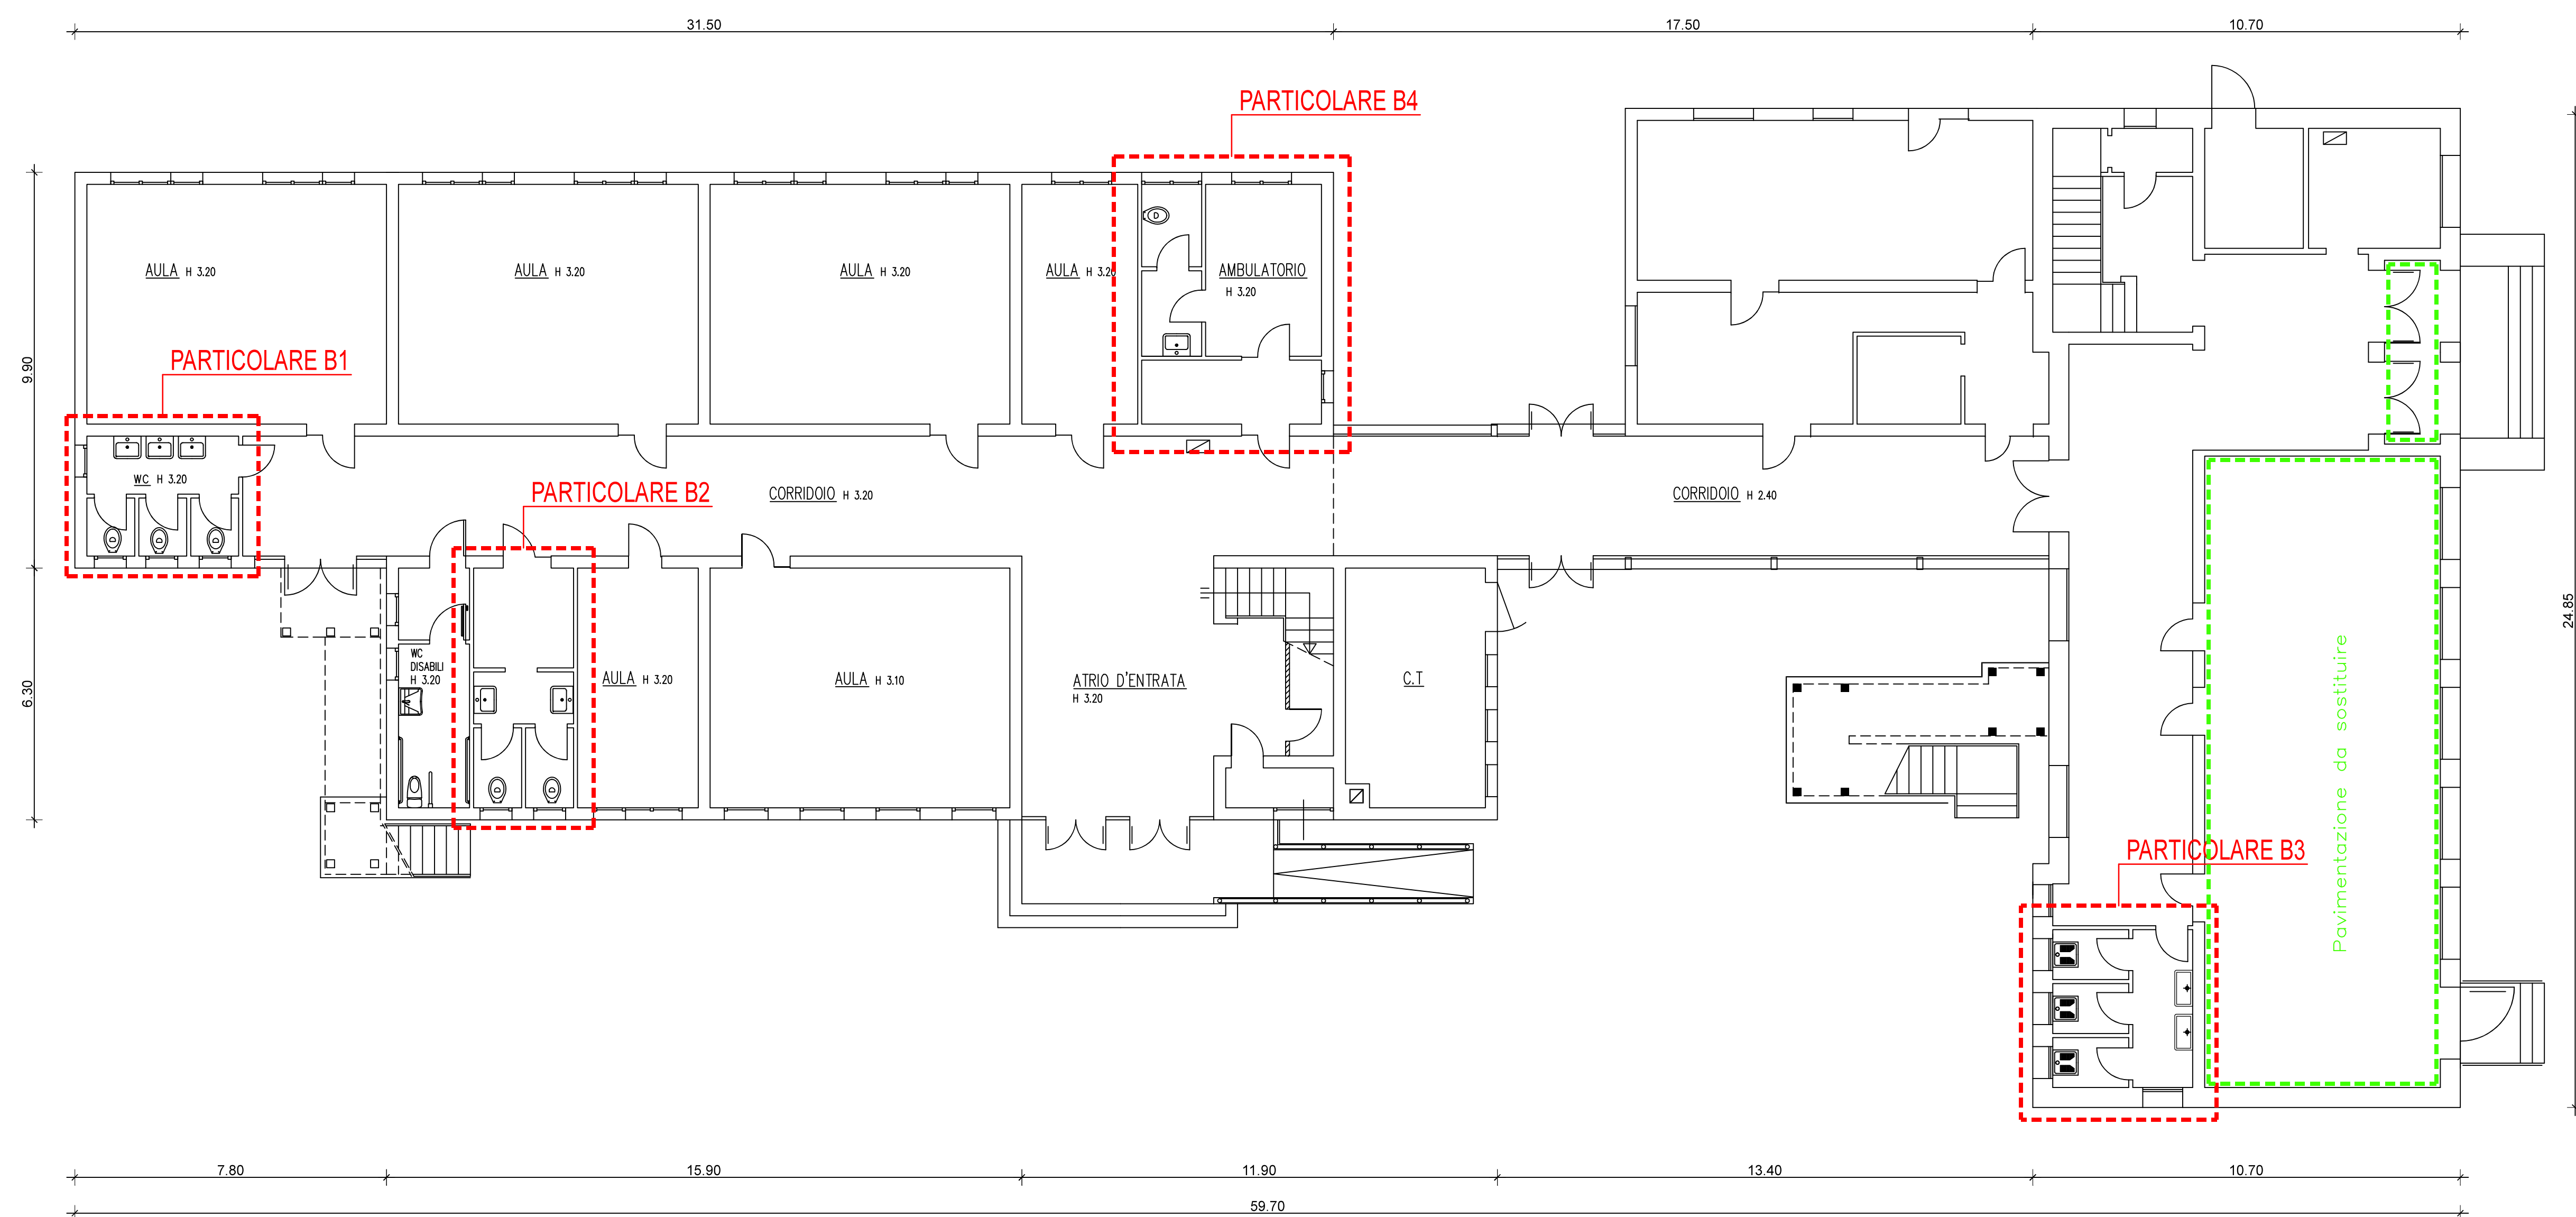 31.50
17.50
10.70
PARTICOLARE B4
AULA H 3.20
AULA H 3.20
AULA H 3.20
AULA H 3.20
AMBULATORIO
H 3.20
9.90
PARTICOLARE B1
WC H 3.20
PARTICOLARE B2
CORRIDOIO H 3.20
CORRIDOIO H 2.40
24.85
6.30
WC
DISABILI
H 3.20
AULA H 3.20
AULA H 3.10
ATRIO D'ENTRATA
H 3.20
C.T
Pavimentazione da sostituire
PARTICOLARE B3
7.80
15.90
11.90
13.40
10.70
59.70